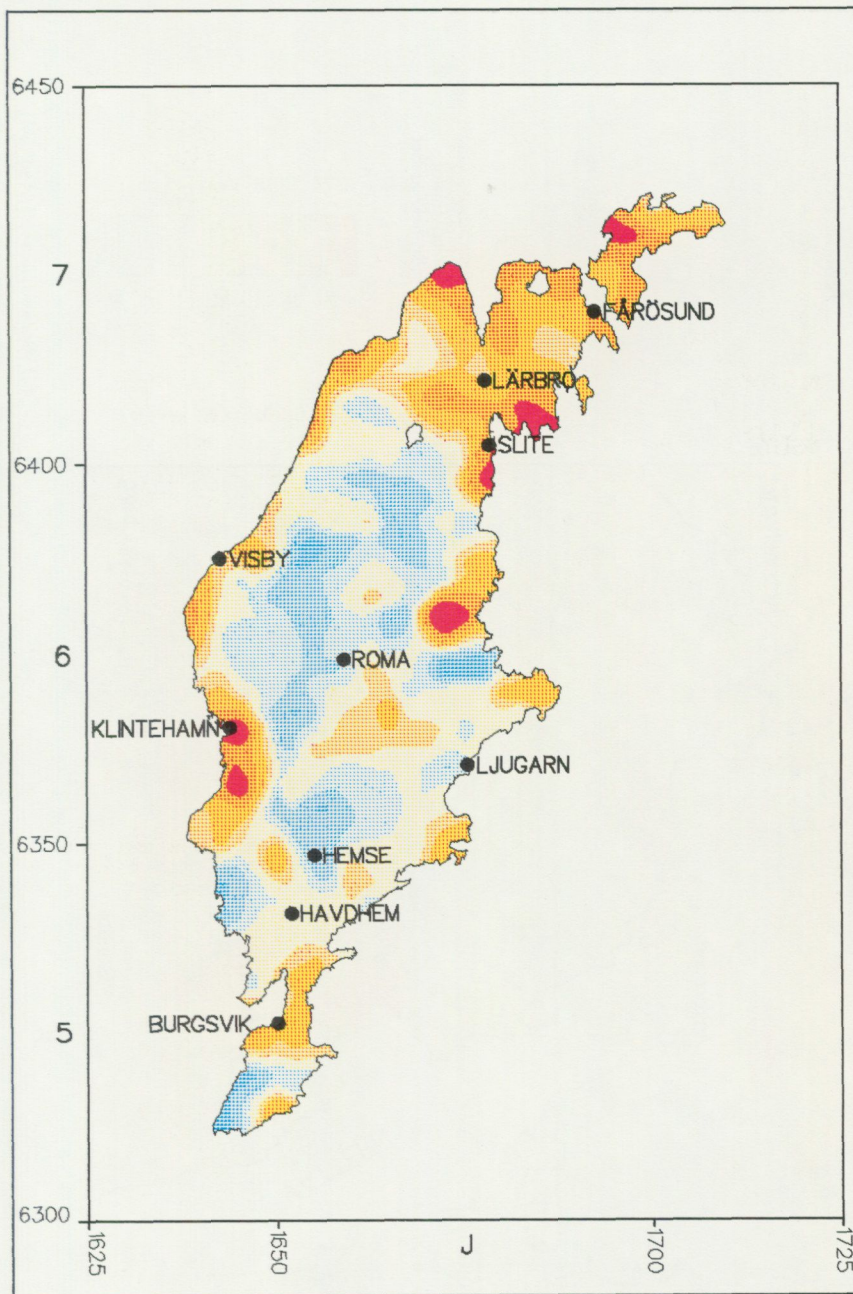 6450
7
FÅRÖSUND
LÄRBRO
SLITE
6400
VISBY
6
ROMA
KLINTEHAMN
LJUGARN
6350
HEMSE
HAVDHEM
BURGSVIK
5
6300
1625
1650
J
1700
1725